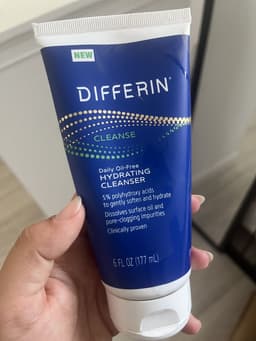 NEW
DIFFERIN®
CLEANSE
Daily Oil-Free
HYDRATING
CLEANSER
5% polyhydroxy acids
to gently soften and hydrate
Dissolves surface oil and
pore-clogging impurities
Clinically proven
6 FL OZ (177 mL)